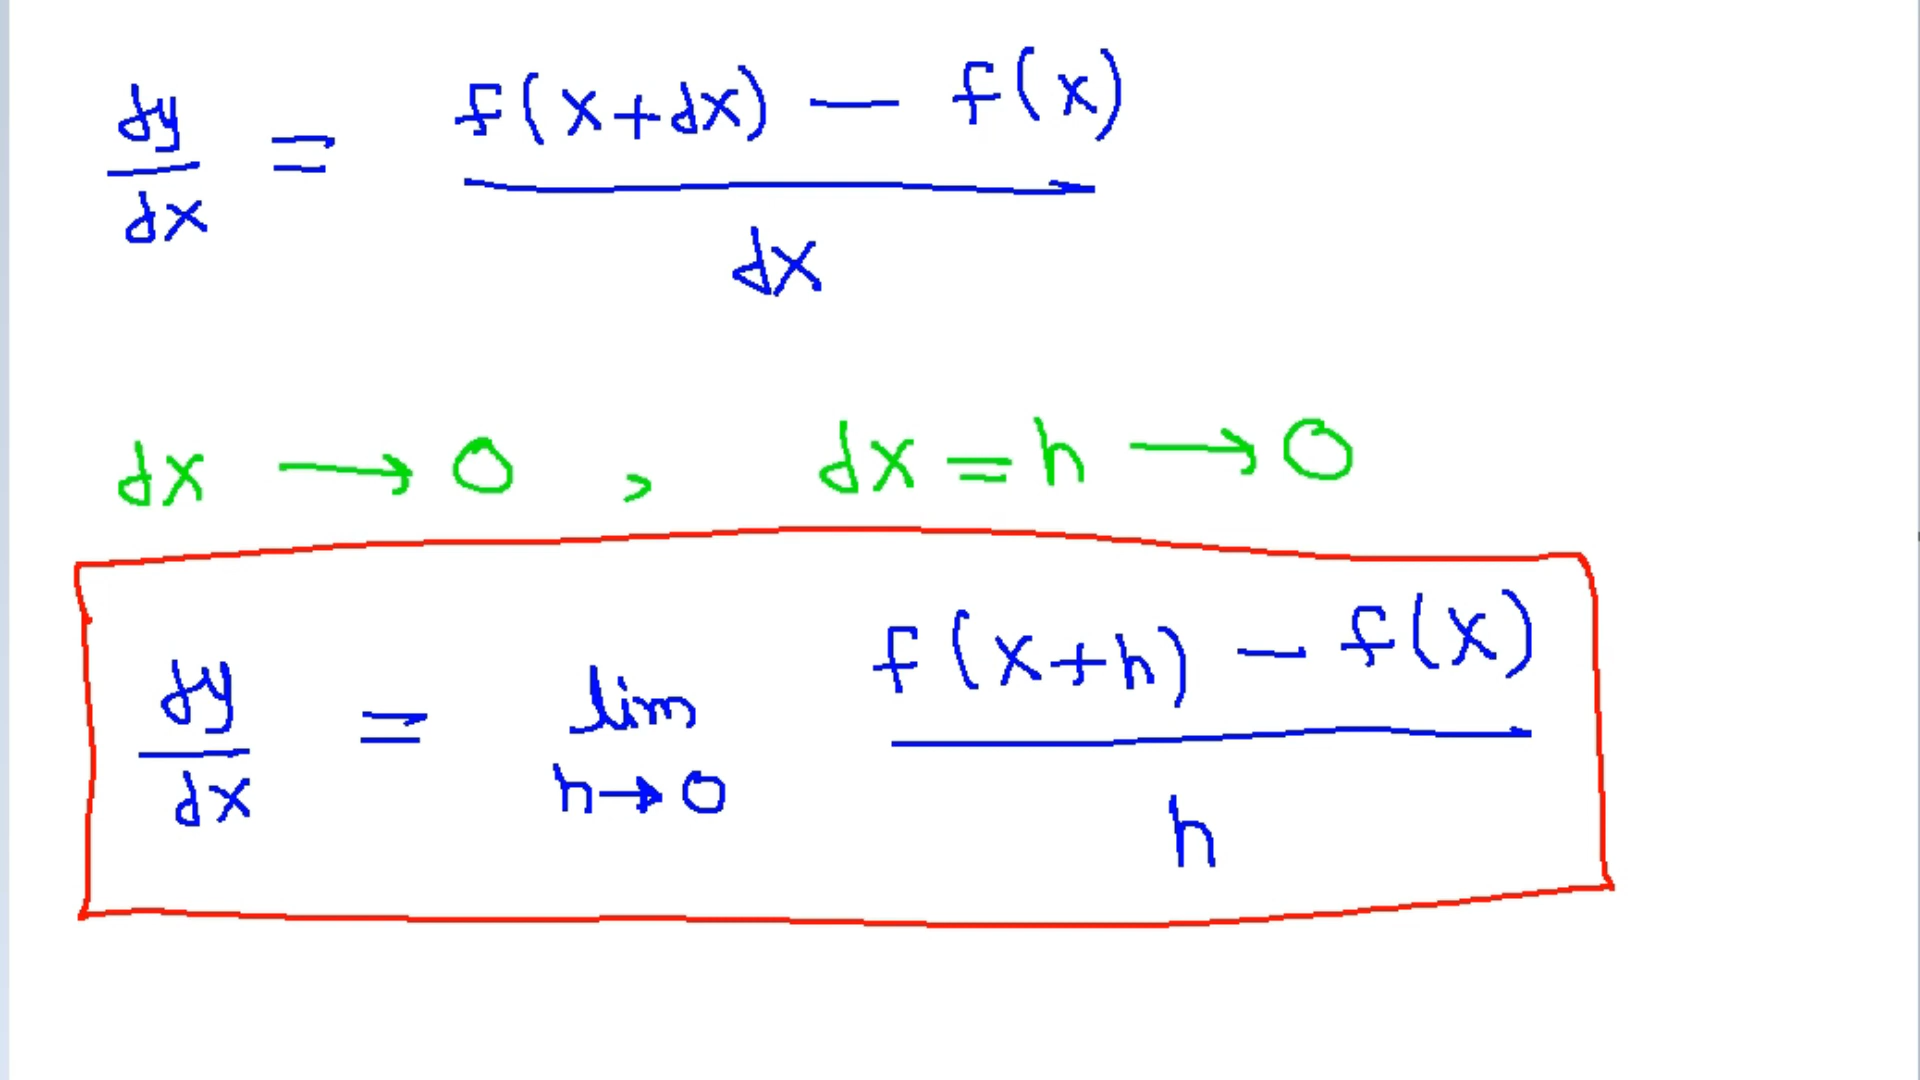 dy/dx = (f(x+dx) − f(x))/dx
dx → 0 , dx = h → 0
dy/dx = lim h→0 (f(x+h) − f(x))/h